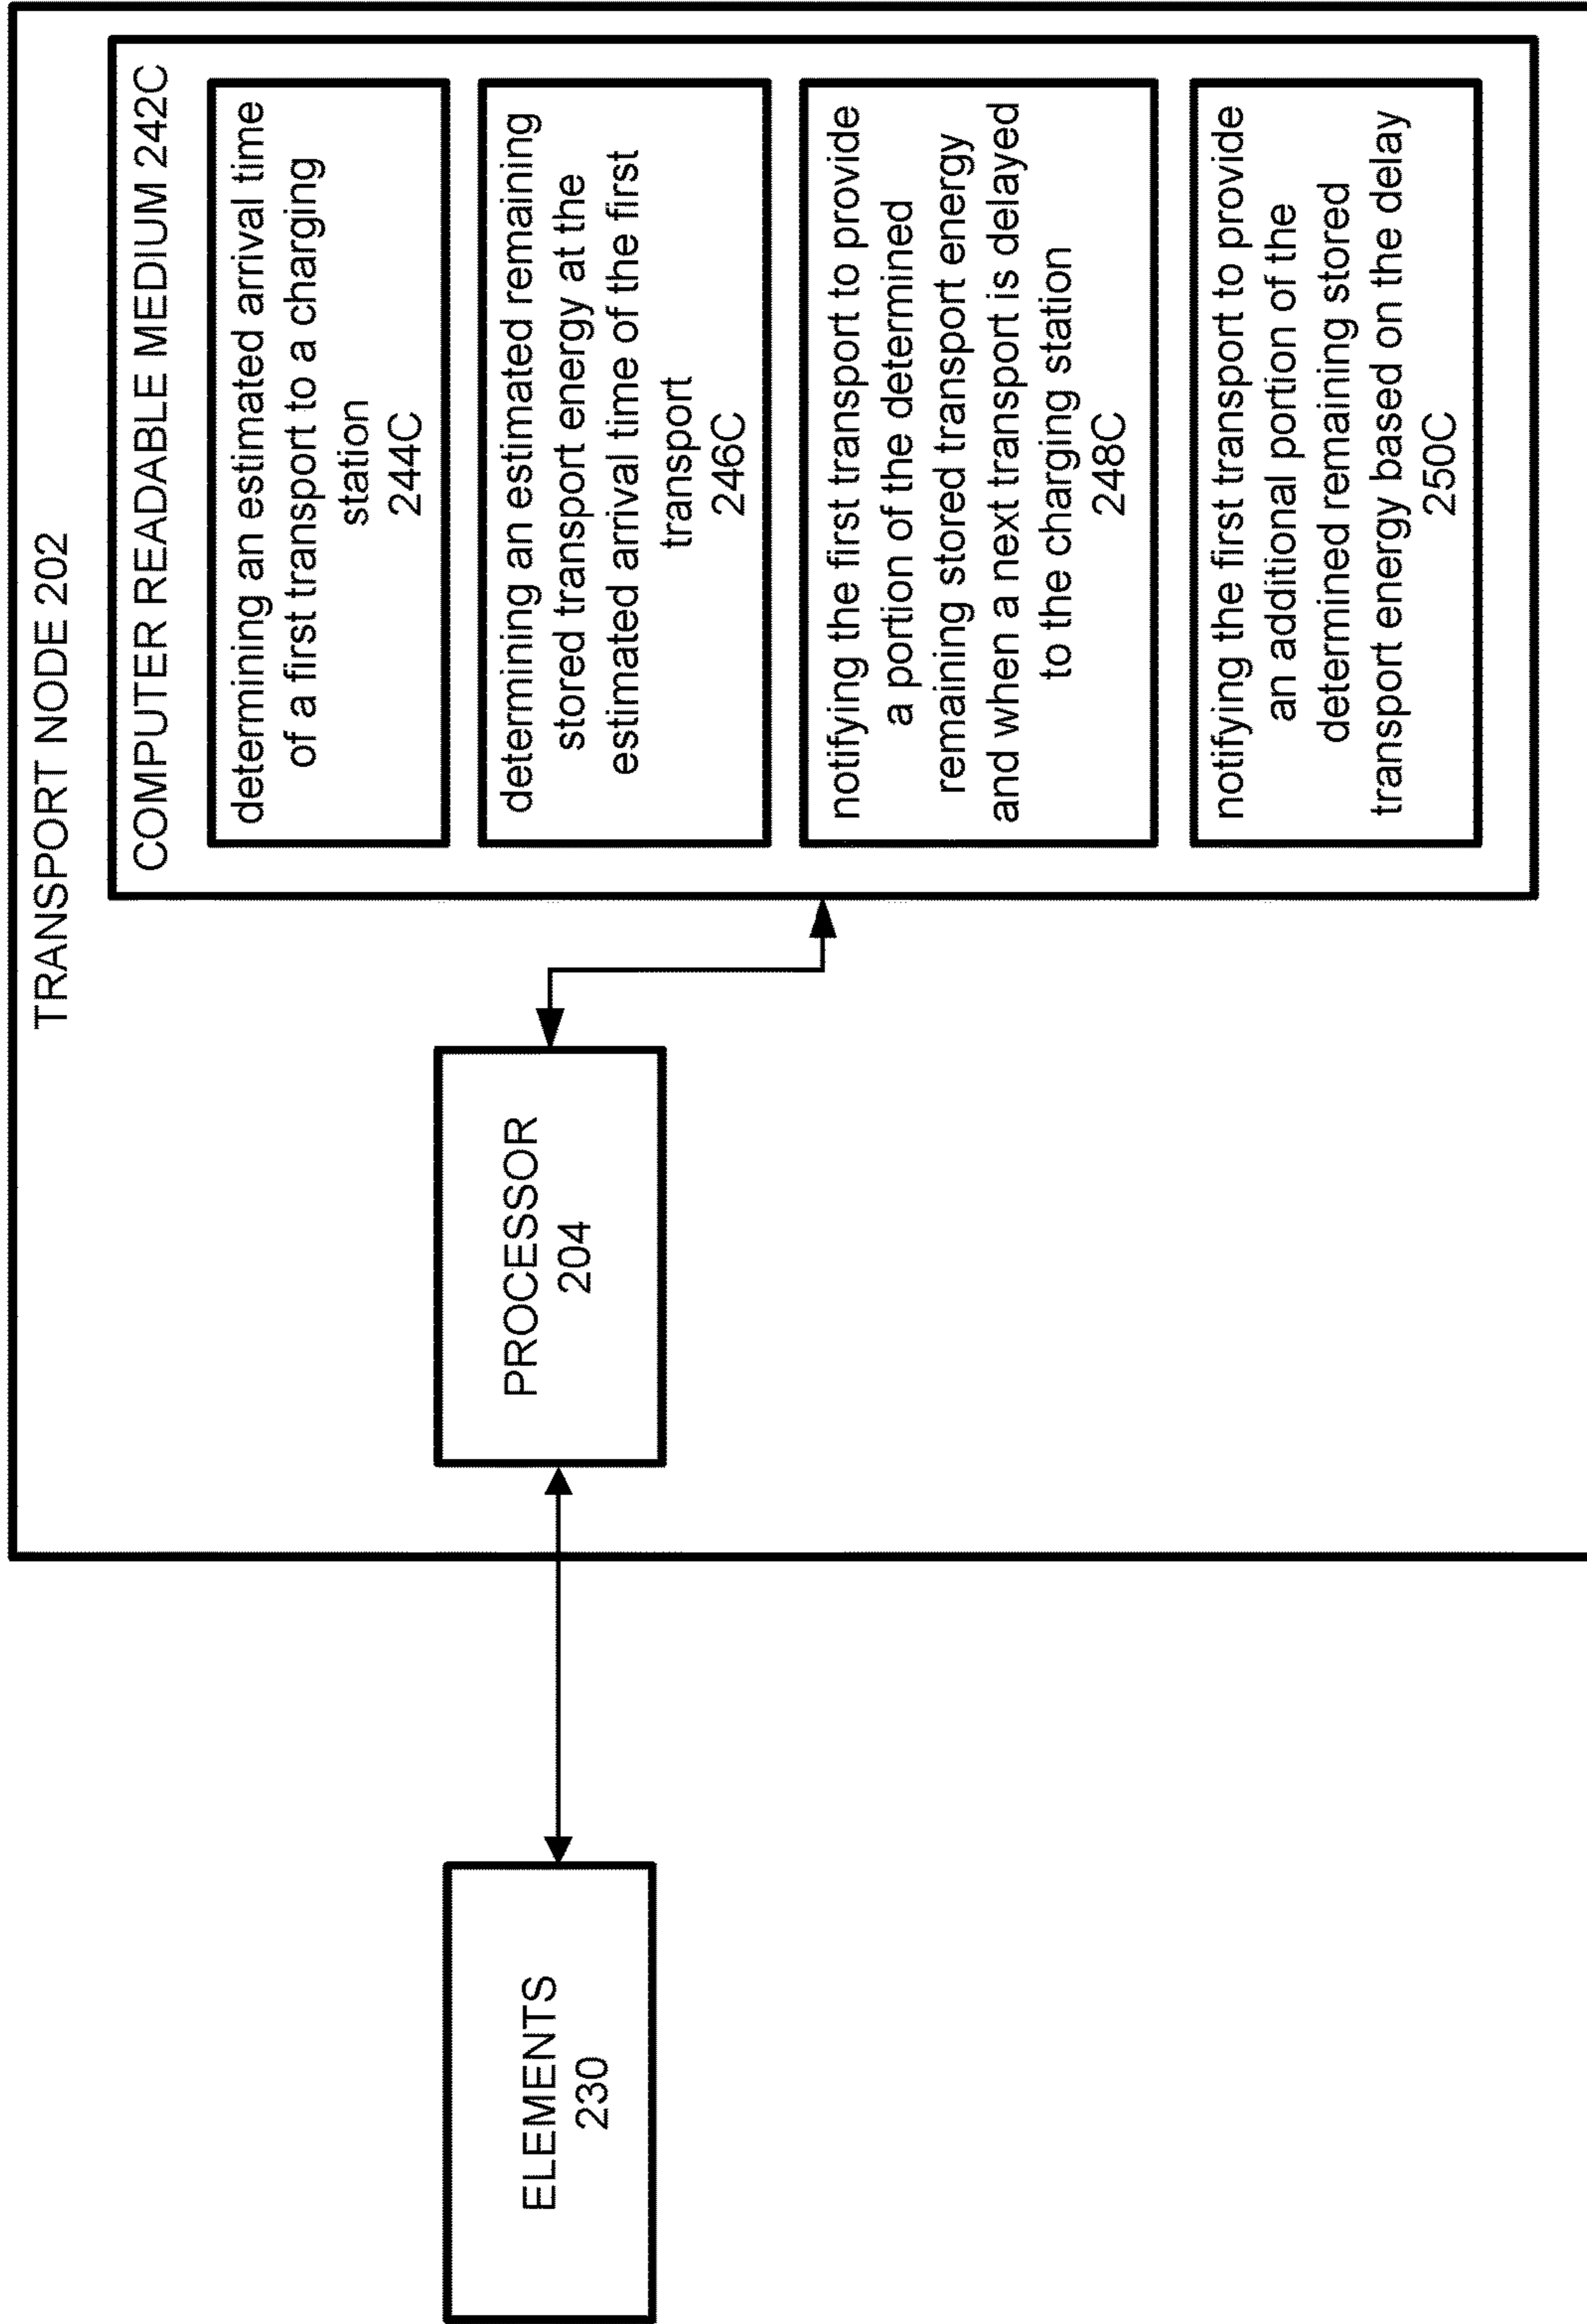 TRANSPORT NODE 202
COMPUTER READABLE MEDIUM 242C
determining an estimated arrival time
of a first transport to a charging
station
244C
determining an estimated remaining
stored transport energy at the
estimated arrival time of the first
transport
246C
notifying the first transport to provide
a portion of the determined
remaining stored transport energy
and when a next transport is delayed
to the charging station
248C
notifying the first transport to provide
an additional portion of the
determined remaining stored
transport energy based on the delay
250C
PROCESSOR
204
ELEMENTS
230